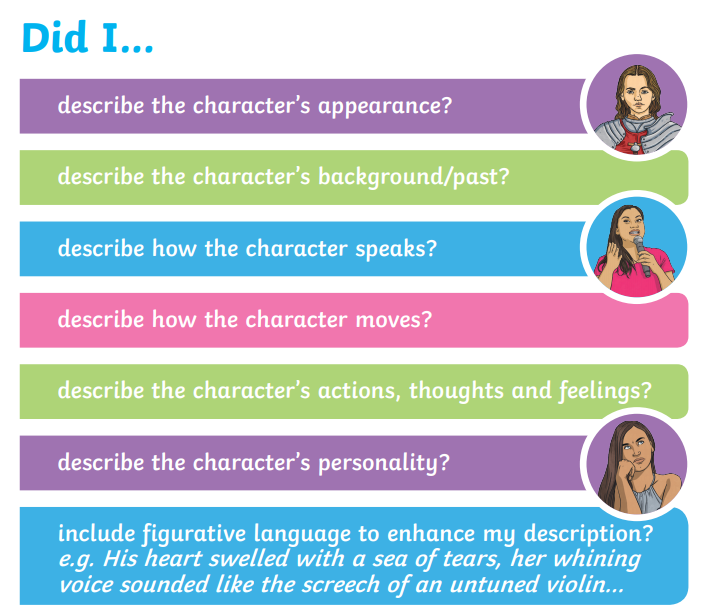 Did I...
describe the character's appearance?
describe the character's background/past?
describe how the character speaks?
describe how the character moves?
describe the character's actions, thoughts and feelings?
describe the character's personality?
include figurative language to enhance my description?
e.g. His heart swelled with a sea of tears, her whining
voice sounded like the screech of an untuned violin...